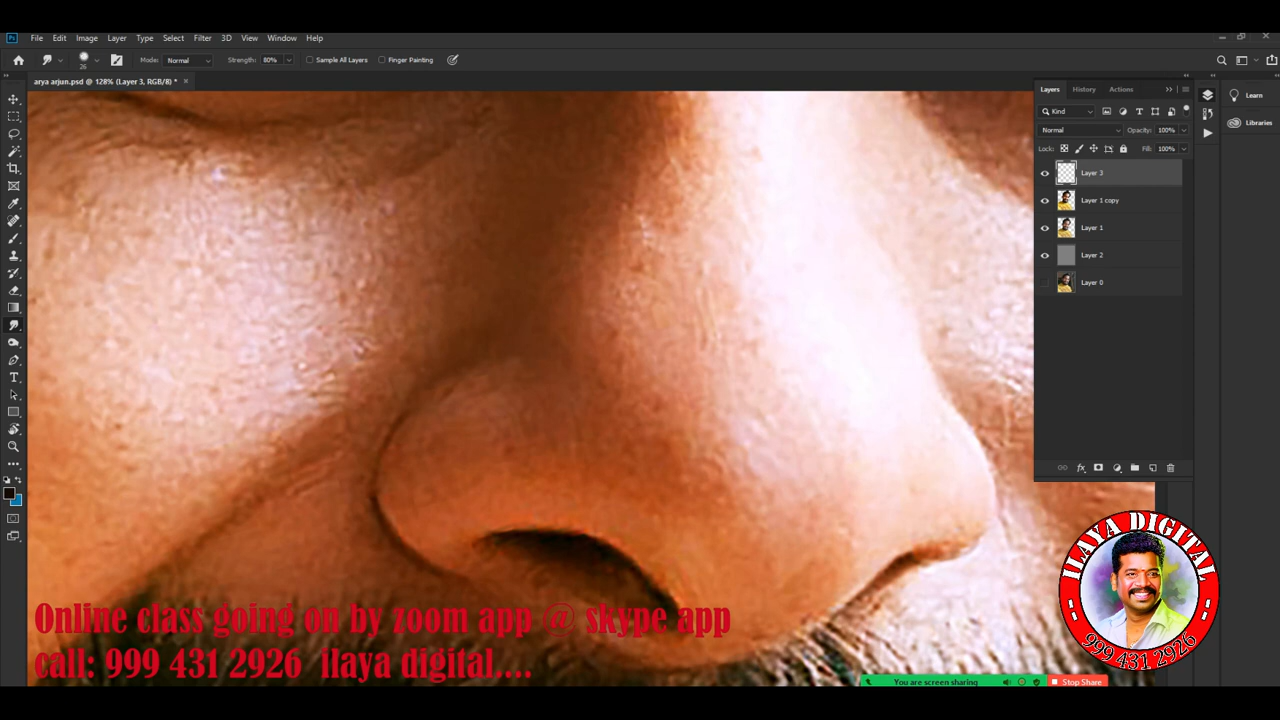 Ps File Edit Image Layer Type Select Filter 3D View Window Help
26 Mode: Normal Strength: 80% Sample All Layers Finger Painting
arya arjun.psd @ 128% (Layer 3, RGB/8) * ×
Layers History Actions
Learn
Kind
Libraries
Normal Opacity: 100%
Lock: Fill: 100%
Layer 3
Layer 1 copy
Layer 1
Layer 2
Layer 0
ILAYA DIGITAL
999 431 2926
Online class going on by zoom app @ skype app
call: 999 431 2926 ilaya digital....
You are screen sharing Stop Share